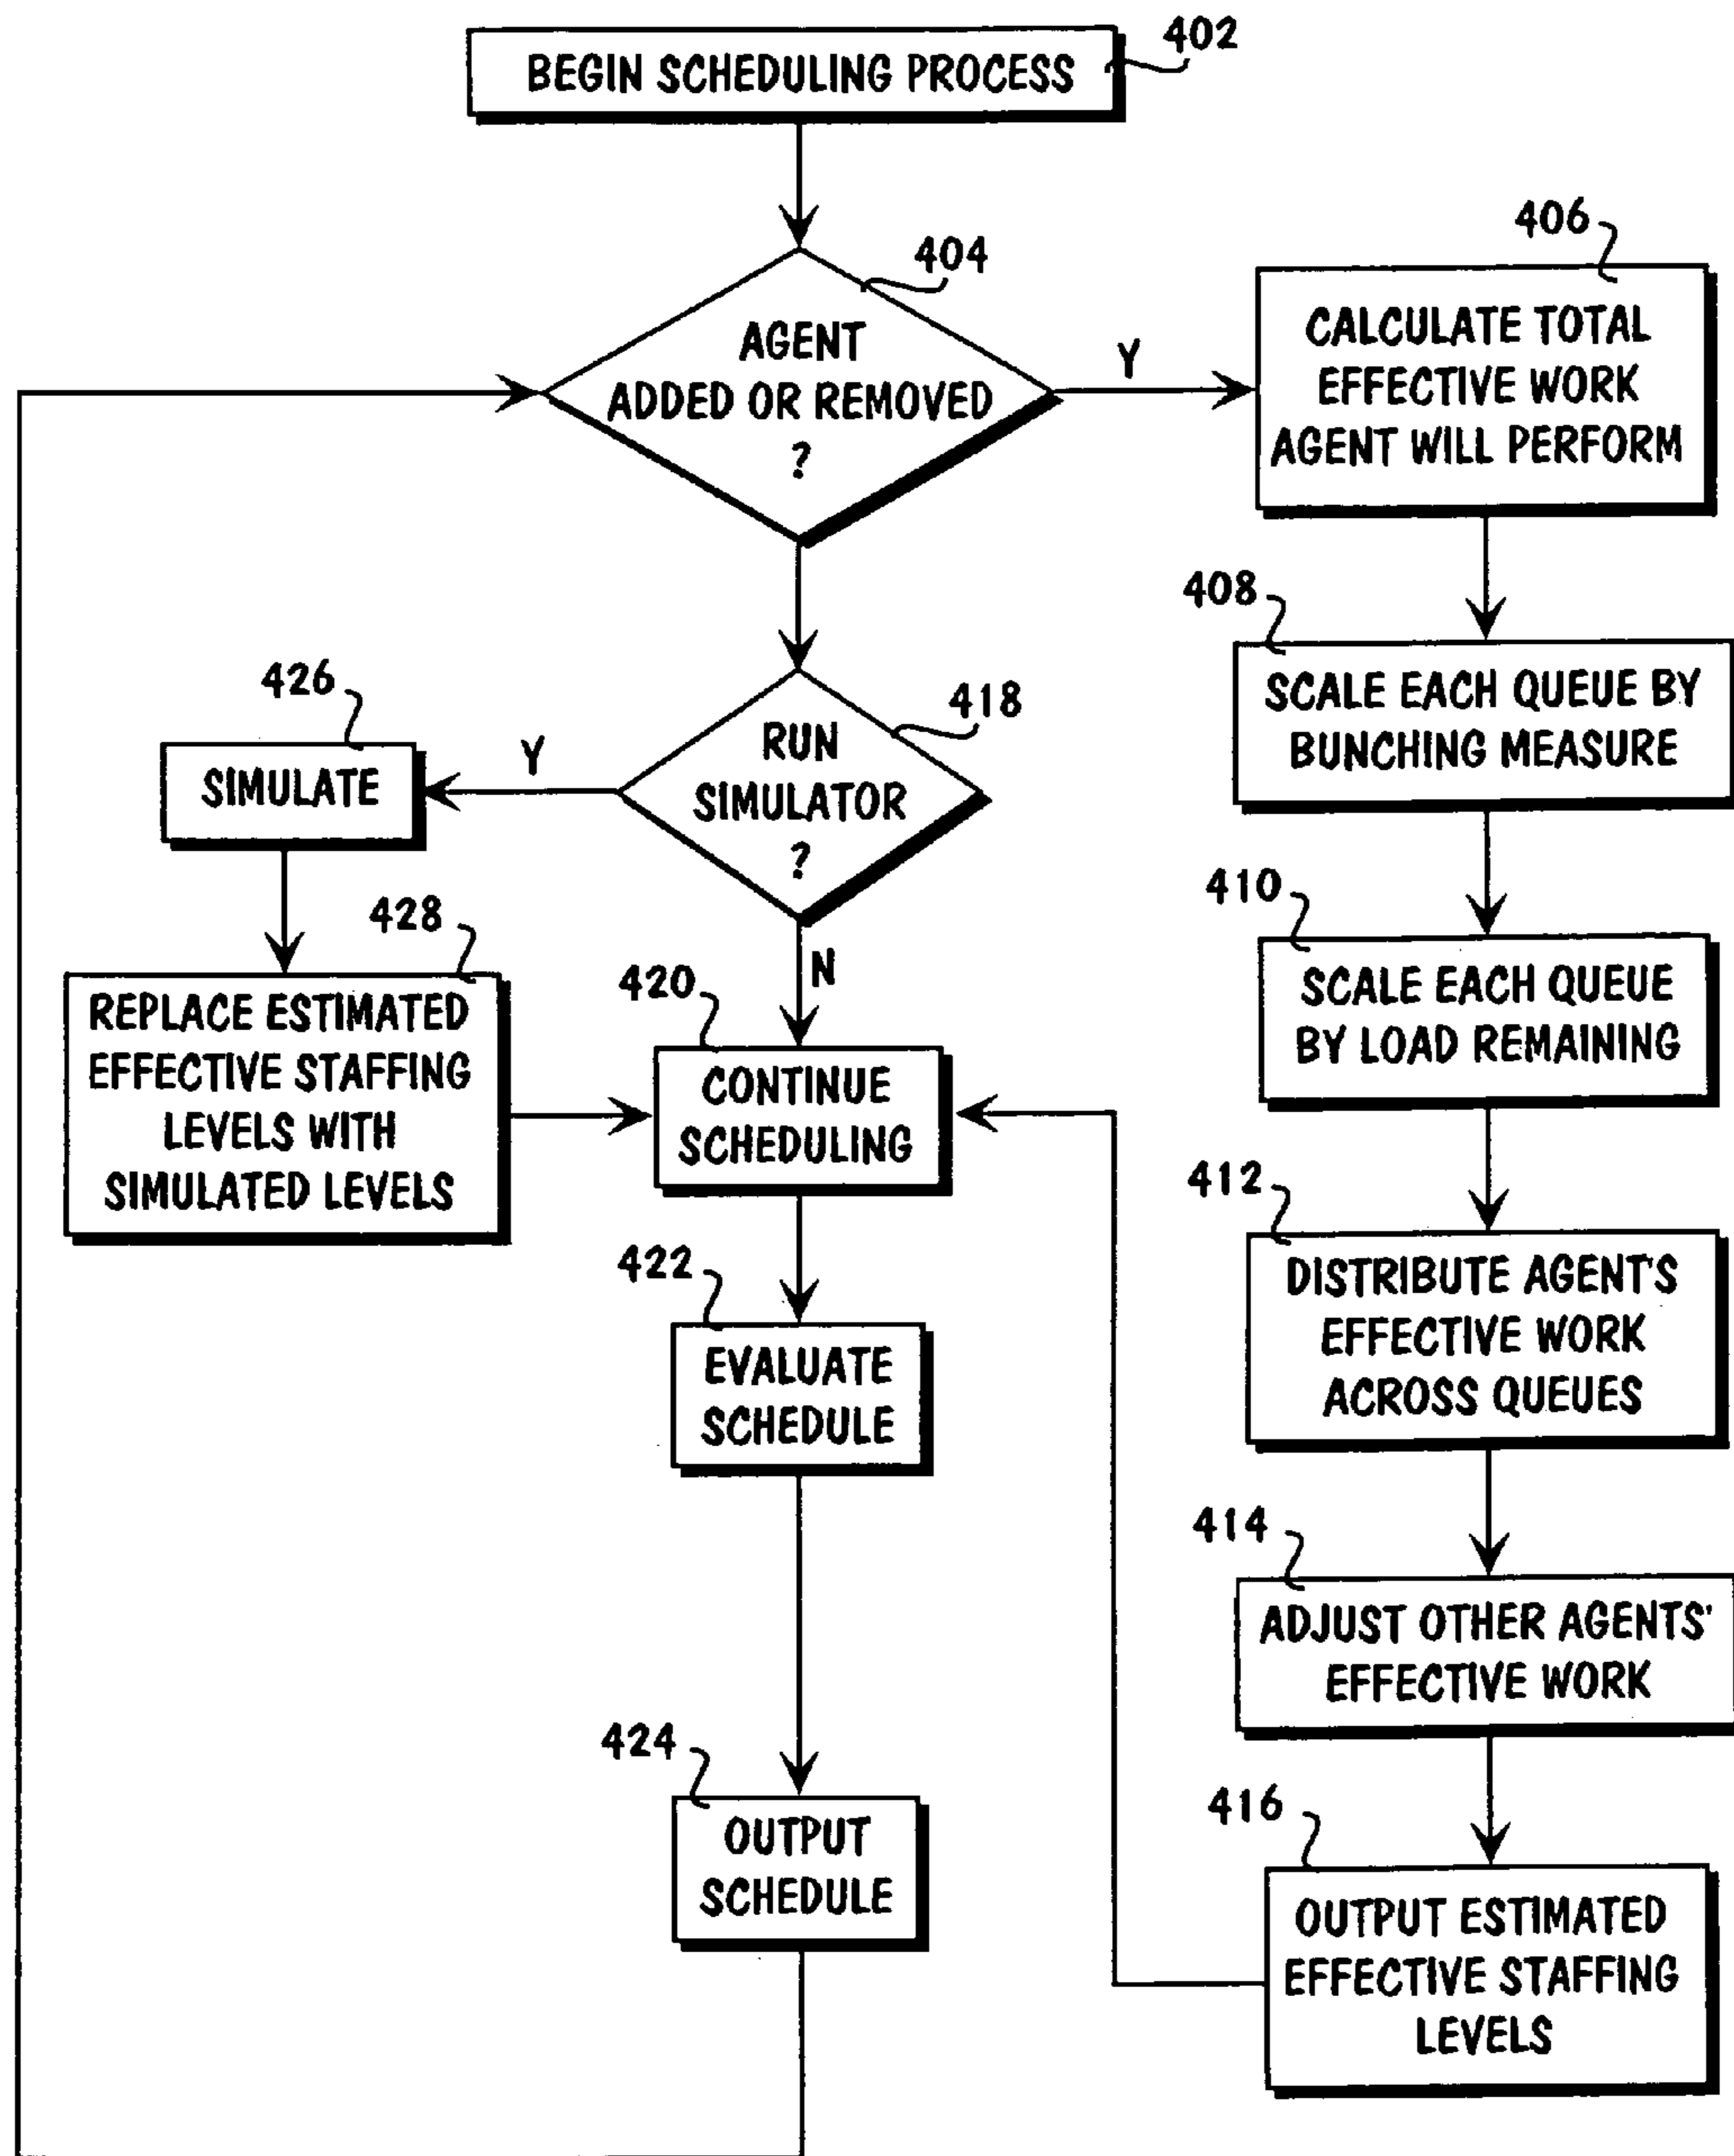 402
BEGIN SCHEDULING PROCESS
404
AGENT
ADDED OR REMOVED
?
Y
406
CALCULATE TOTAL
EFFECTIVE WORK
AGENT WILL PERFORM
408
SCALE EACH QUEUE BY
BUNCHING MEASURE
410
SCALE EACH QUEUE
BY LOAD REMAINING
412
DISTRIBUTE AGENT'S
EFFECTIVE WORK
ACROSS QUEUES
414
ADJUST OTHER AGENTS'
EFFECTIVE WORK
416
OUTPUT ESTIMATED
EFFECTIVE STAFFING
LEVELS
418
RUN
SIMULATOR
?
Y
N
426
SIMULATE
428
REPLACE ESTIMATED
EFFECTIVE STAFFING
LEVELS WITH
SIMULATED LEVELS
420
CONTINUE
SCHEDULING
422
EVALUATE
SCHEDULE
424
OUTPUT
SCHEDULE